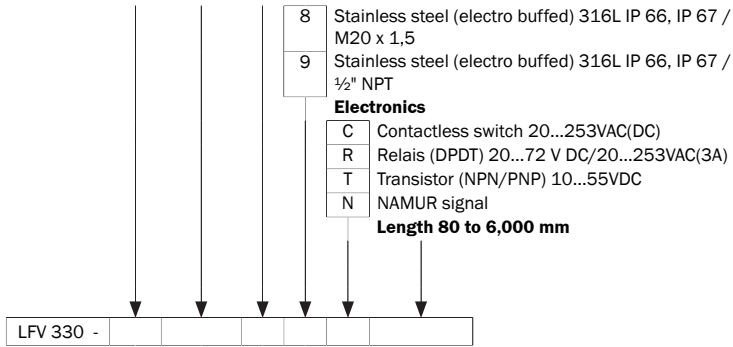 8 Stainless steel (electro buffed) 316L IP 66, IP 67 /
M20 x 1,5
9 Stainless steel (electro buffed) 316L IP 66, IP 67 /
½" NPT
Electronics
C Contactless switch 20...253VAC(DC)
R Relais (DPDT) 20...72 V DC/20...253VAC(3A)
T Transistor (NPN/PNP) 10...55VDC
N NAMUR signal
Length 80 to 6,000 mm
LFV 330 -